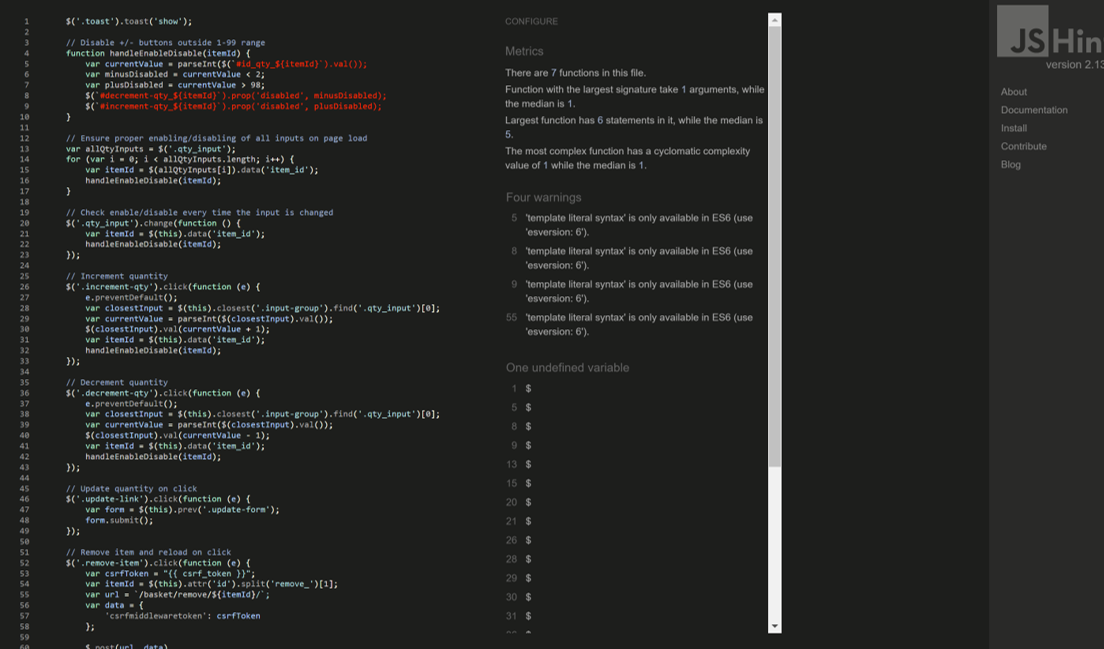 1 $('.toast').toast('show');
2
3 // Disable +/- buttons outside 1-99 range
4 function handleEnableDisable(itemId) {
5 var currentValue = parseInt($(`#id_qty_${itemId}`).val());
6 var minusDisabled = currentValue < 2;
7 var plusDisabled = currentValue > 98;
8 $(`#decrement-qty_${itemId}`).prop('disabled', minusDisabled);
9 $(`#increment-qty_${itemId}`).prop('disabled', plusDisabled);
10 }
11
12 // Ensure proper enabling/disabling of all inputs on page load
13 var allQtyInputs = $('.qty_input');
14 for (var i = 0; i < allQtyInputs.length; i++) {
15 var itemId = $(allQtyInputs[i]).data('item_id');
16 handleEnableDisable(itemId);
17 }
18
19 // Check enable/disable every time the input is changed
20 $('.qty_input').change(function () {
21 var itemId = $(this).data('item_id');
22 handleEnableDisable(itemId);
23 });
24
25 // Increment quantity
26 $('.increment-qty').click(function (e) {
27 e.preventDefault();
28 var closestInput = $(this).closest('.input-group').find('.qty_input')[0];
29 var currentValue = parseInt($(closestInput).val());
30 $(closestInput).val(currentValue + 1);
31 var itemId = $(this).data('item_id');
32 handleEnableDisable(itemId);
33 });
34
35 // Decrement quantity
36 $('.decrement-qty').click(function (e) {
37 e.preventDefault();
38 var closestInput = $(this).closest('.input-group').find('.qty_input')[0];
39 var currentValue = parseInt($(closestInput).val());
40 $(closestInput).val(currentValue - 1);
41 var itemId = $(this).data('item_id');
42 handleEnableDisable(itemId);
43 });
44
45 // Update quantity on click
46 $('.update-link').click(function (e) {
47 var form = $(this).prev('.update-form');
48 form.submit();
49 });
50
51 // Remove item and reload on click
52 $('.remove-item').click(function (e) {
53 var csrfToken = "{{ csrf_token }}";
54 var itemId = $(this).attr('id').split('remove_')[1];
55 var url = `/basket/remove/${itemId}/`;
56 var data = {
57 'csrfmiddlewaretoken': csrfToken
58 };
59
60 $.post(url, data)
CONFIGURE
Metrics
There are 7 functions in this file.
Function with the largest signature take 1 arguments, while
the median is 1.
Largest function has 6 statements in it, while the median is
5.
The most complex function has a cyclomatic complexity
value of 1 while the median is 1.
Four warnings
5 'template literal syntax' is only available in ES6 (use
'esversion: 6').
8 'template literal syntax' is only available in ES6 (use
'esversion: 6').
9 'template literal syntax' is only available in ES6 (use
'esversion: 6').
55 'template literal syntax' is only available in ES6 (use
'esversion: 6').
One undefined variable
1 $
5 $
8 $
9 $
13 $
15 $
20 $
21 $
26 $
28 $
29 $
30 $
31 $
JSHin
version 2.13
About
Documentation
Install
Contribute
Blog